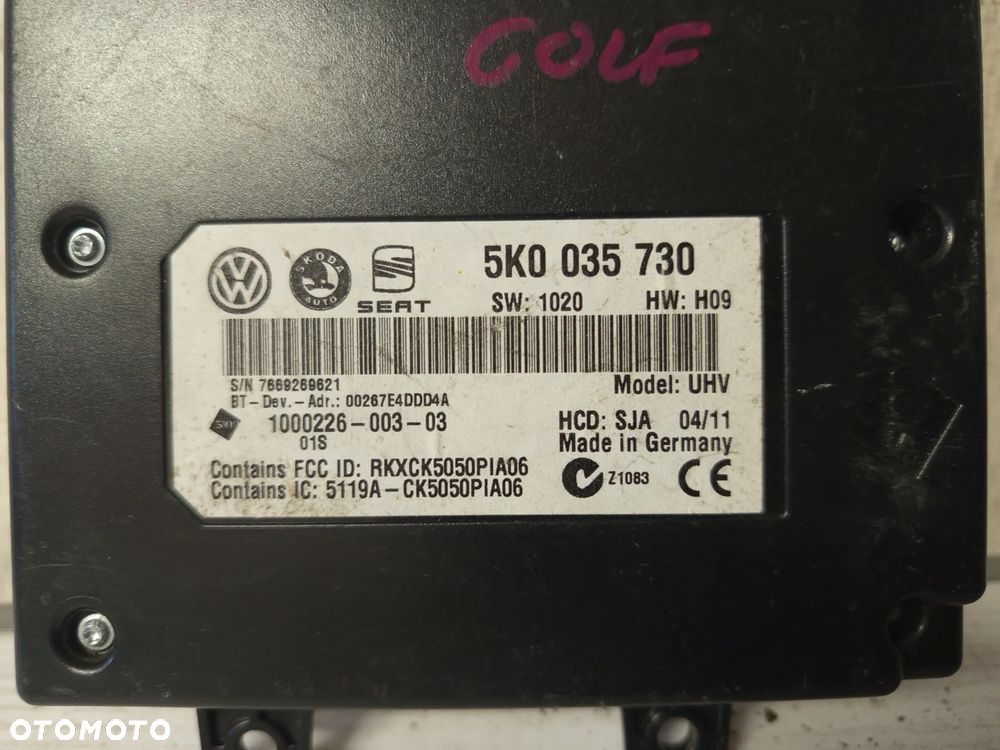 GOLF
VW SKODA AUTO SEAT 5K0 035 730
SW: 1020 HW: H09
S/N 7669269621 Model: UHV
BT-Dev.-Adr.: 00267E4DDD4A
1000226-003-03 HCD: SJA 04/11
01S Made in Germany
Contains FCC ID: RKXCK5050PIA06
Contains IC: 5119A-CK5050PIA06
Z1083 CE
OTOMOTO